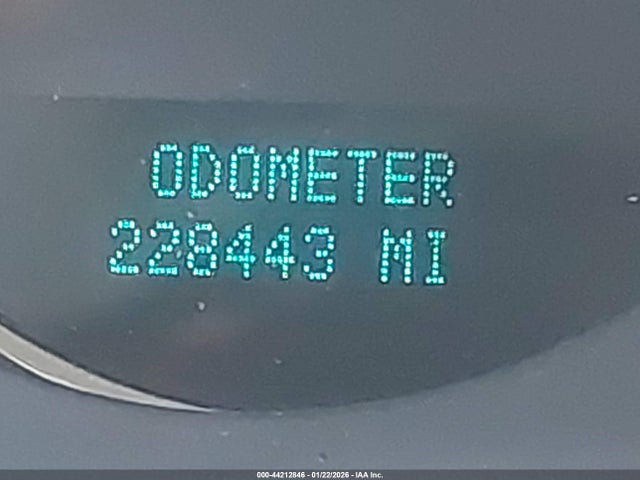 ODOMETER
228443 MI
000-44212846 - 01/22/2026 - IAA Inc.